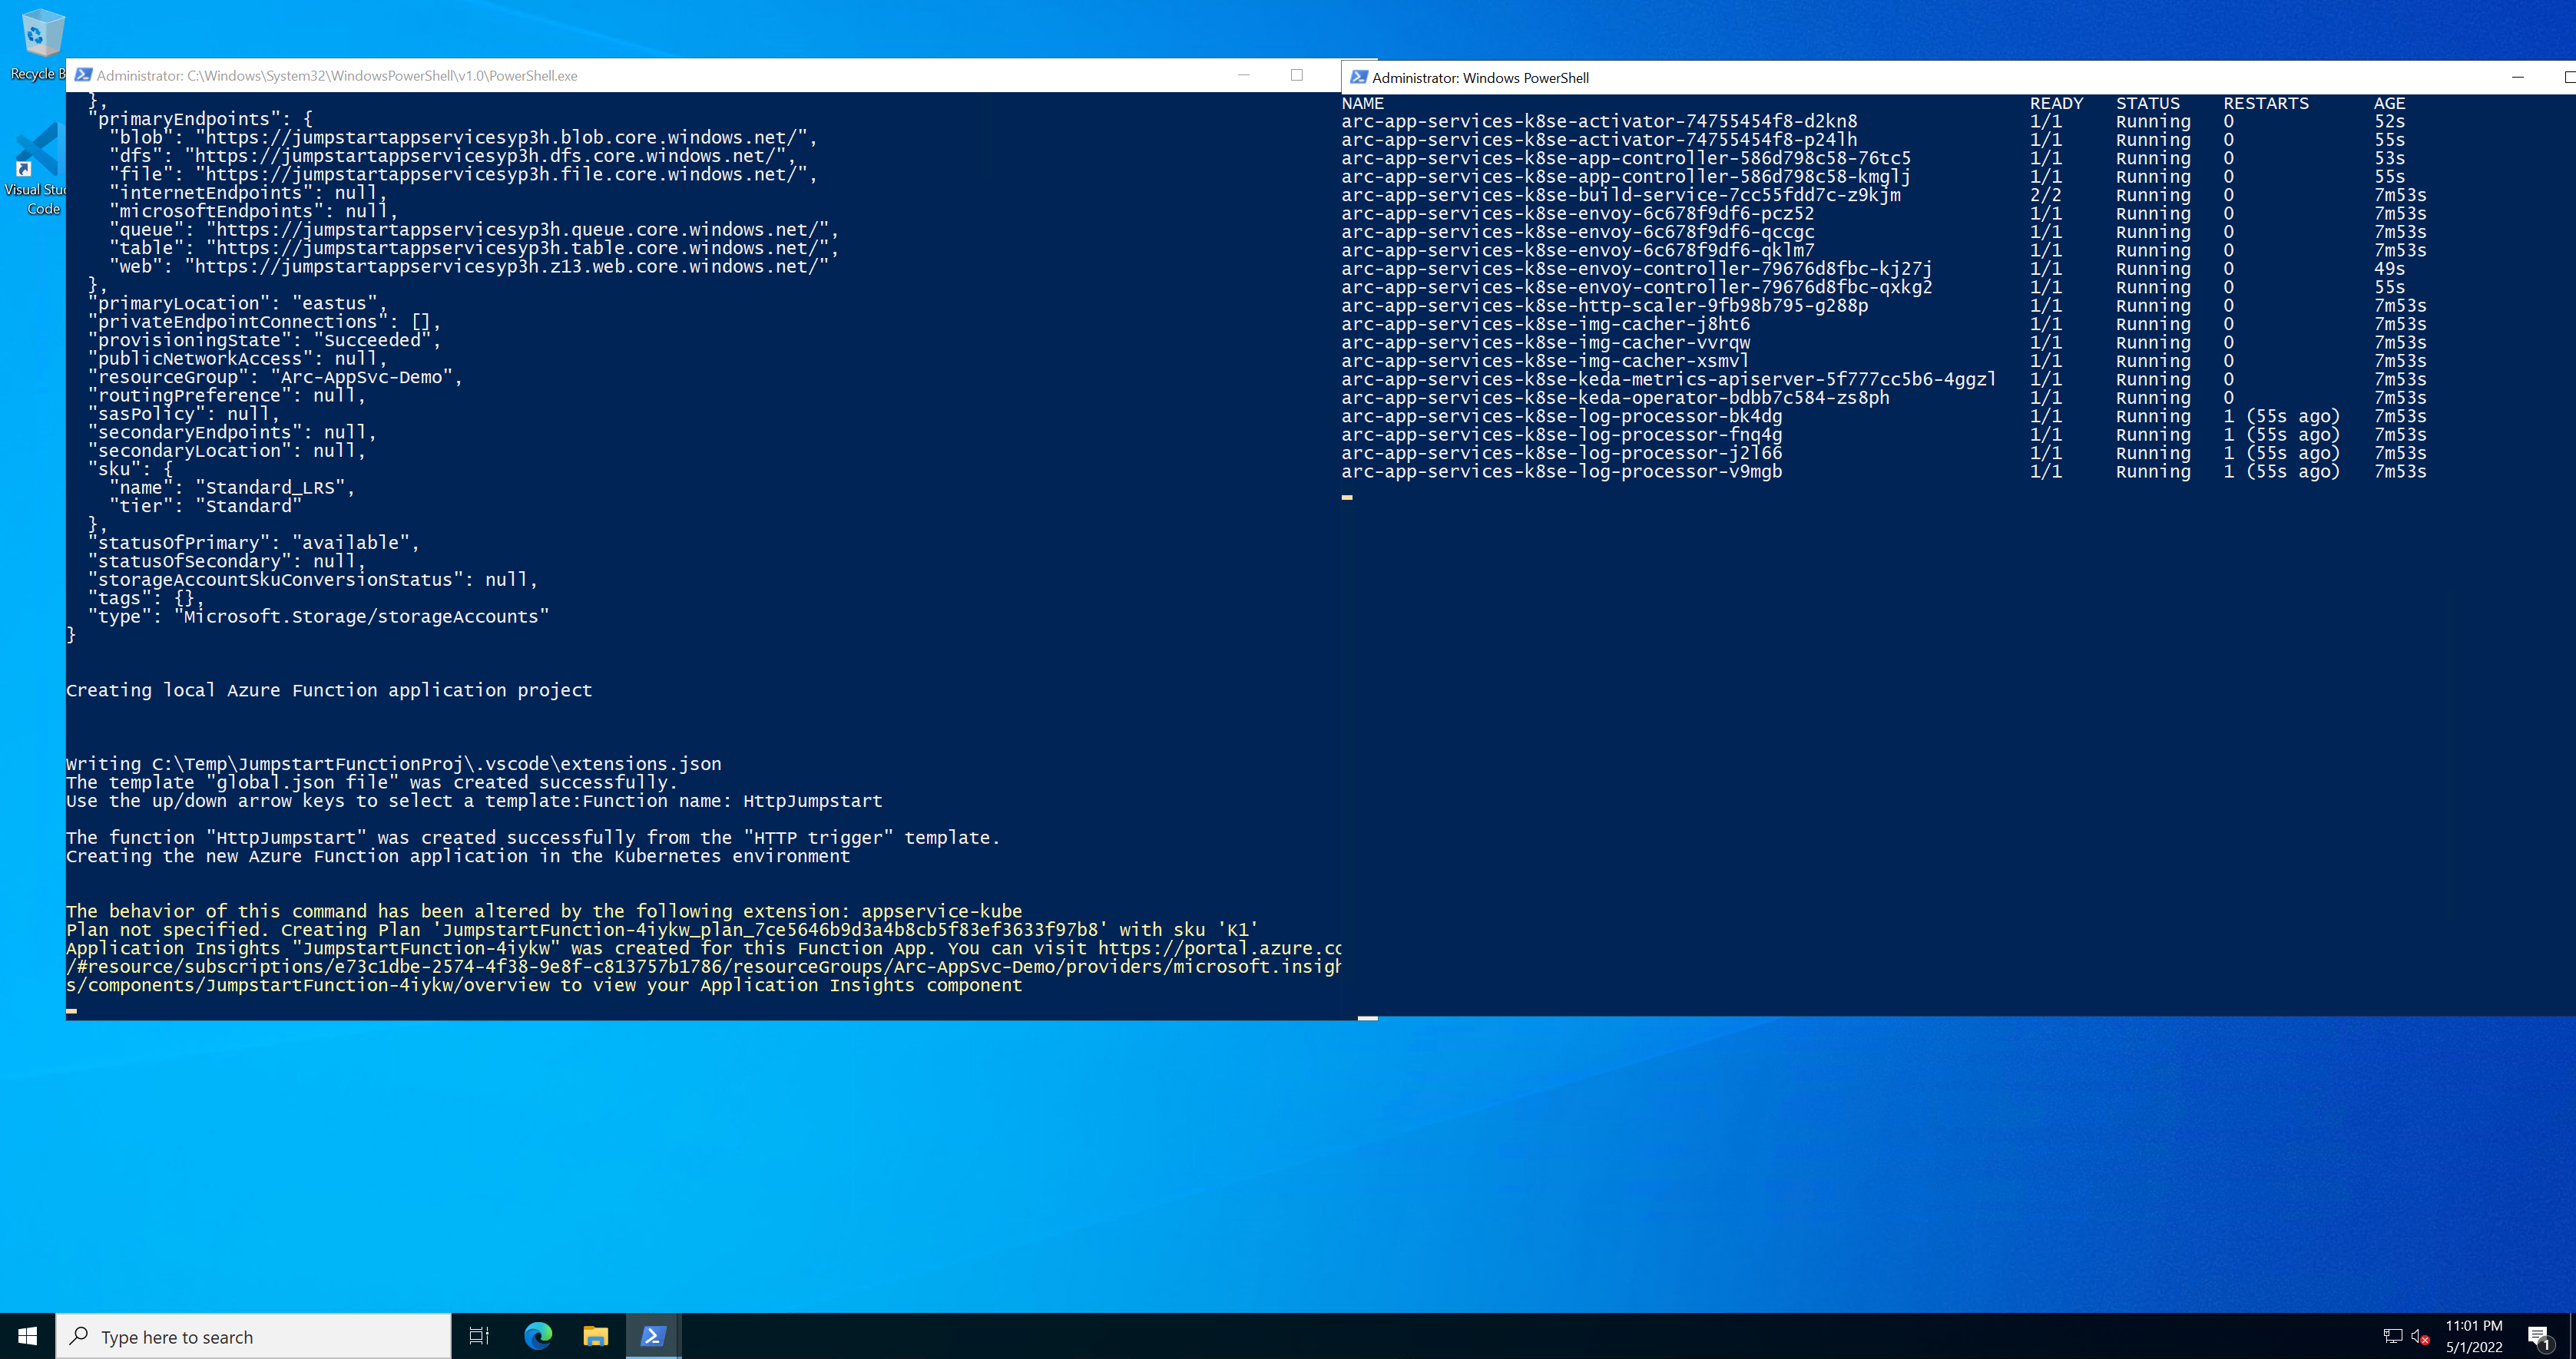 Recycle B
Visual Stu
Code
Administrator: C:\Windows\System32\WindowsPowerShell\v1.0\PowerShell.exe
},
"primaryEndpoints": {
"blob": "https://jumpstartappservicesyp3h.blob.core.windows.net/",
"dfs": "https://jumpstartappservicesyp3h.dfs.core.windows.net/",
"file": "https://jumpstartappservicesyp3h.file.core.windows.net/",
"internetEndpoints": null,
"microsoftEndpoints": null,
"queue": "https://jumpstartappservicesyp3h.queue.core.windows.net/",
"table": "https://jumpstartappservicesyp3h.table.core.windows.net/",
"web": "https://jumpstartappservicesyp3h.z13.web.core.windows.net/"
},
"primaryLocation": "eastus",
"privateEndpointConnections": [],
"provisioningState": "Succeeded",
"publicNetworkAccess": null,
"resourceGroup": "Arc-AppSvc-Demo",
"routingPreference": null,
"sasPolicy": null,
"secondaryEndpoints": null,
"secondaryLocation": null,
"sku": {
"name": "Standard_LRS",
"tier": "Standard"
},
"statusOfPrimary": "available",
"statusOfSecondary": null,
"storageAccountSkuConversionStatus": null,
"tags": {},
"type": "Microsoft.Storage/storageAccounts"
}
Creating local Azure Function application project
Writing C:\Temp\JumpstartFunctionProj\.vscode\extensions.json
The template "global.json file" was created successfully.
Use the up/down arrow keys to select a template:Function name: HttpJumpstart
The function "HttpJumpstart" was created successfully from the "HTTP trigger" template.
Creating the new Azure Function application in the Kubernetes environment
The behavior of this command has been altered by the following extension: appservice-kube
Plan not specified. Creating Plan 'JumpstartFunction-4iykw_plan_7ce5646b9d3a4b8cb5f83ef3633f97b8' with sku 'K1'
Application Insights "JumpstartFunction-4iykw" was created for this Function App. You can visit https://portal.azure.co
/#resource/subscriptions/e73c1dbe-2574-4f38-9e8f-c813757b1786/resourceGroups/Arc-AppSvc-Demo/providers/microsoft.insigh
s/components/JumpstartFunction-4iykw/overview to view your Application Insights component
Administrator: Windows PowerShell
NAME READY STATUS RESTARTS AGE
arc-app-services-k8se-activator-74755454f8-d2kn8 1/1 Running 0 52s
arc-app-services-k8se-activator-74755454f8-p24lh 1/1 Running 0 55s
arc-app-services-k8se-app-controller-586d798c58-76tc5 1/1 Running 0 53s
arc-app-services-k8se-app-controller-586d798c58-kmglj 1/1 Running 0 55s
arc-app-services-k8se-build-service-7cc55fdd7c-z9kjm 2/2 Running 0 7m53s
arc-app-services-k8se-envoy-6c678f9df6-pcz52 1/1 Running 0 7m53s
arc-app-services-k8se-envoy-6c678f9df6-qccgc 1/1 Running 0 7m53s
arc-app-services-k8se-envoy-6c678f9df6-qklm7 1/1 Running 0 7m53s
arc-app-services-k8se-envoy-controller-79676d8fbc-kj27j 1/1 Running 0 49s
arc-app-services-k8se-envoy-controller-79676d8fbc-qxkg2 1/1 Running 0 55s
arc-app-services-k8se-http-scaler-9fb98b795-g288p 1/1 Running 0 7m53s
arc-app-services-k8se-img-cacher-j8ht6 1/1 Running 0 7m53s
arc-app-services-k8se-img-cacher-vvrqw 1/1 Running 0 7m53s
arc-app-services-k8se-img-cacher-xsmvl 1/1 Running 0 7m53s
arc-app-services-k8se-keda-metrics-apiserver-5f777cc5b6-4ggzl 1/1 Running 0 7m53s
arc-app-services-k8se-keda-operator-bdbb7c584-zs8ph 1/1 Running 0 7m53s
arc-app-services-k8se-log-processor-bk4dg 1/1 Running 1 (55s ago) 7m53s
arc-app-services-k8se-log-processor-fnq4g 1/1 Running 1 (55s ago) 7m53s
arc-app-services-k8se-log-processor-j2l66 1/1 Running 1 (55s ago) 7m53s
arc-app-services-k8se-log-processor-v9mgb 1/1 Running 1 (55s ago) 7m53s
Type here to search
11:01 PM
5/1/2022
1